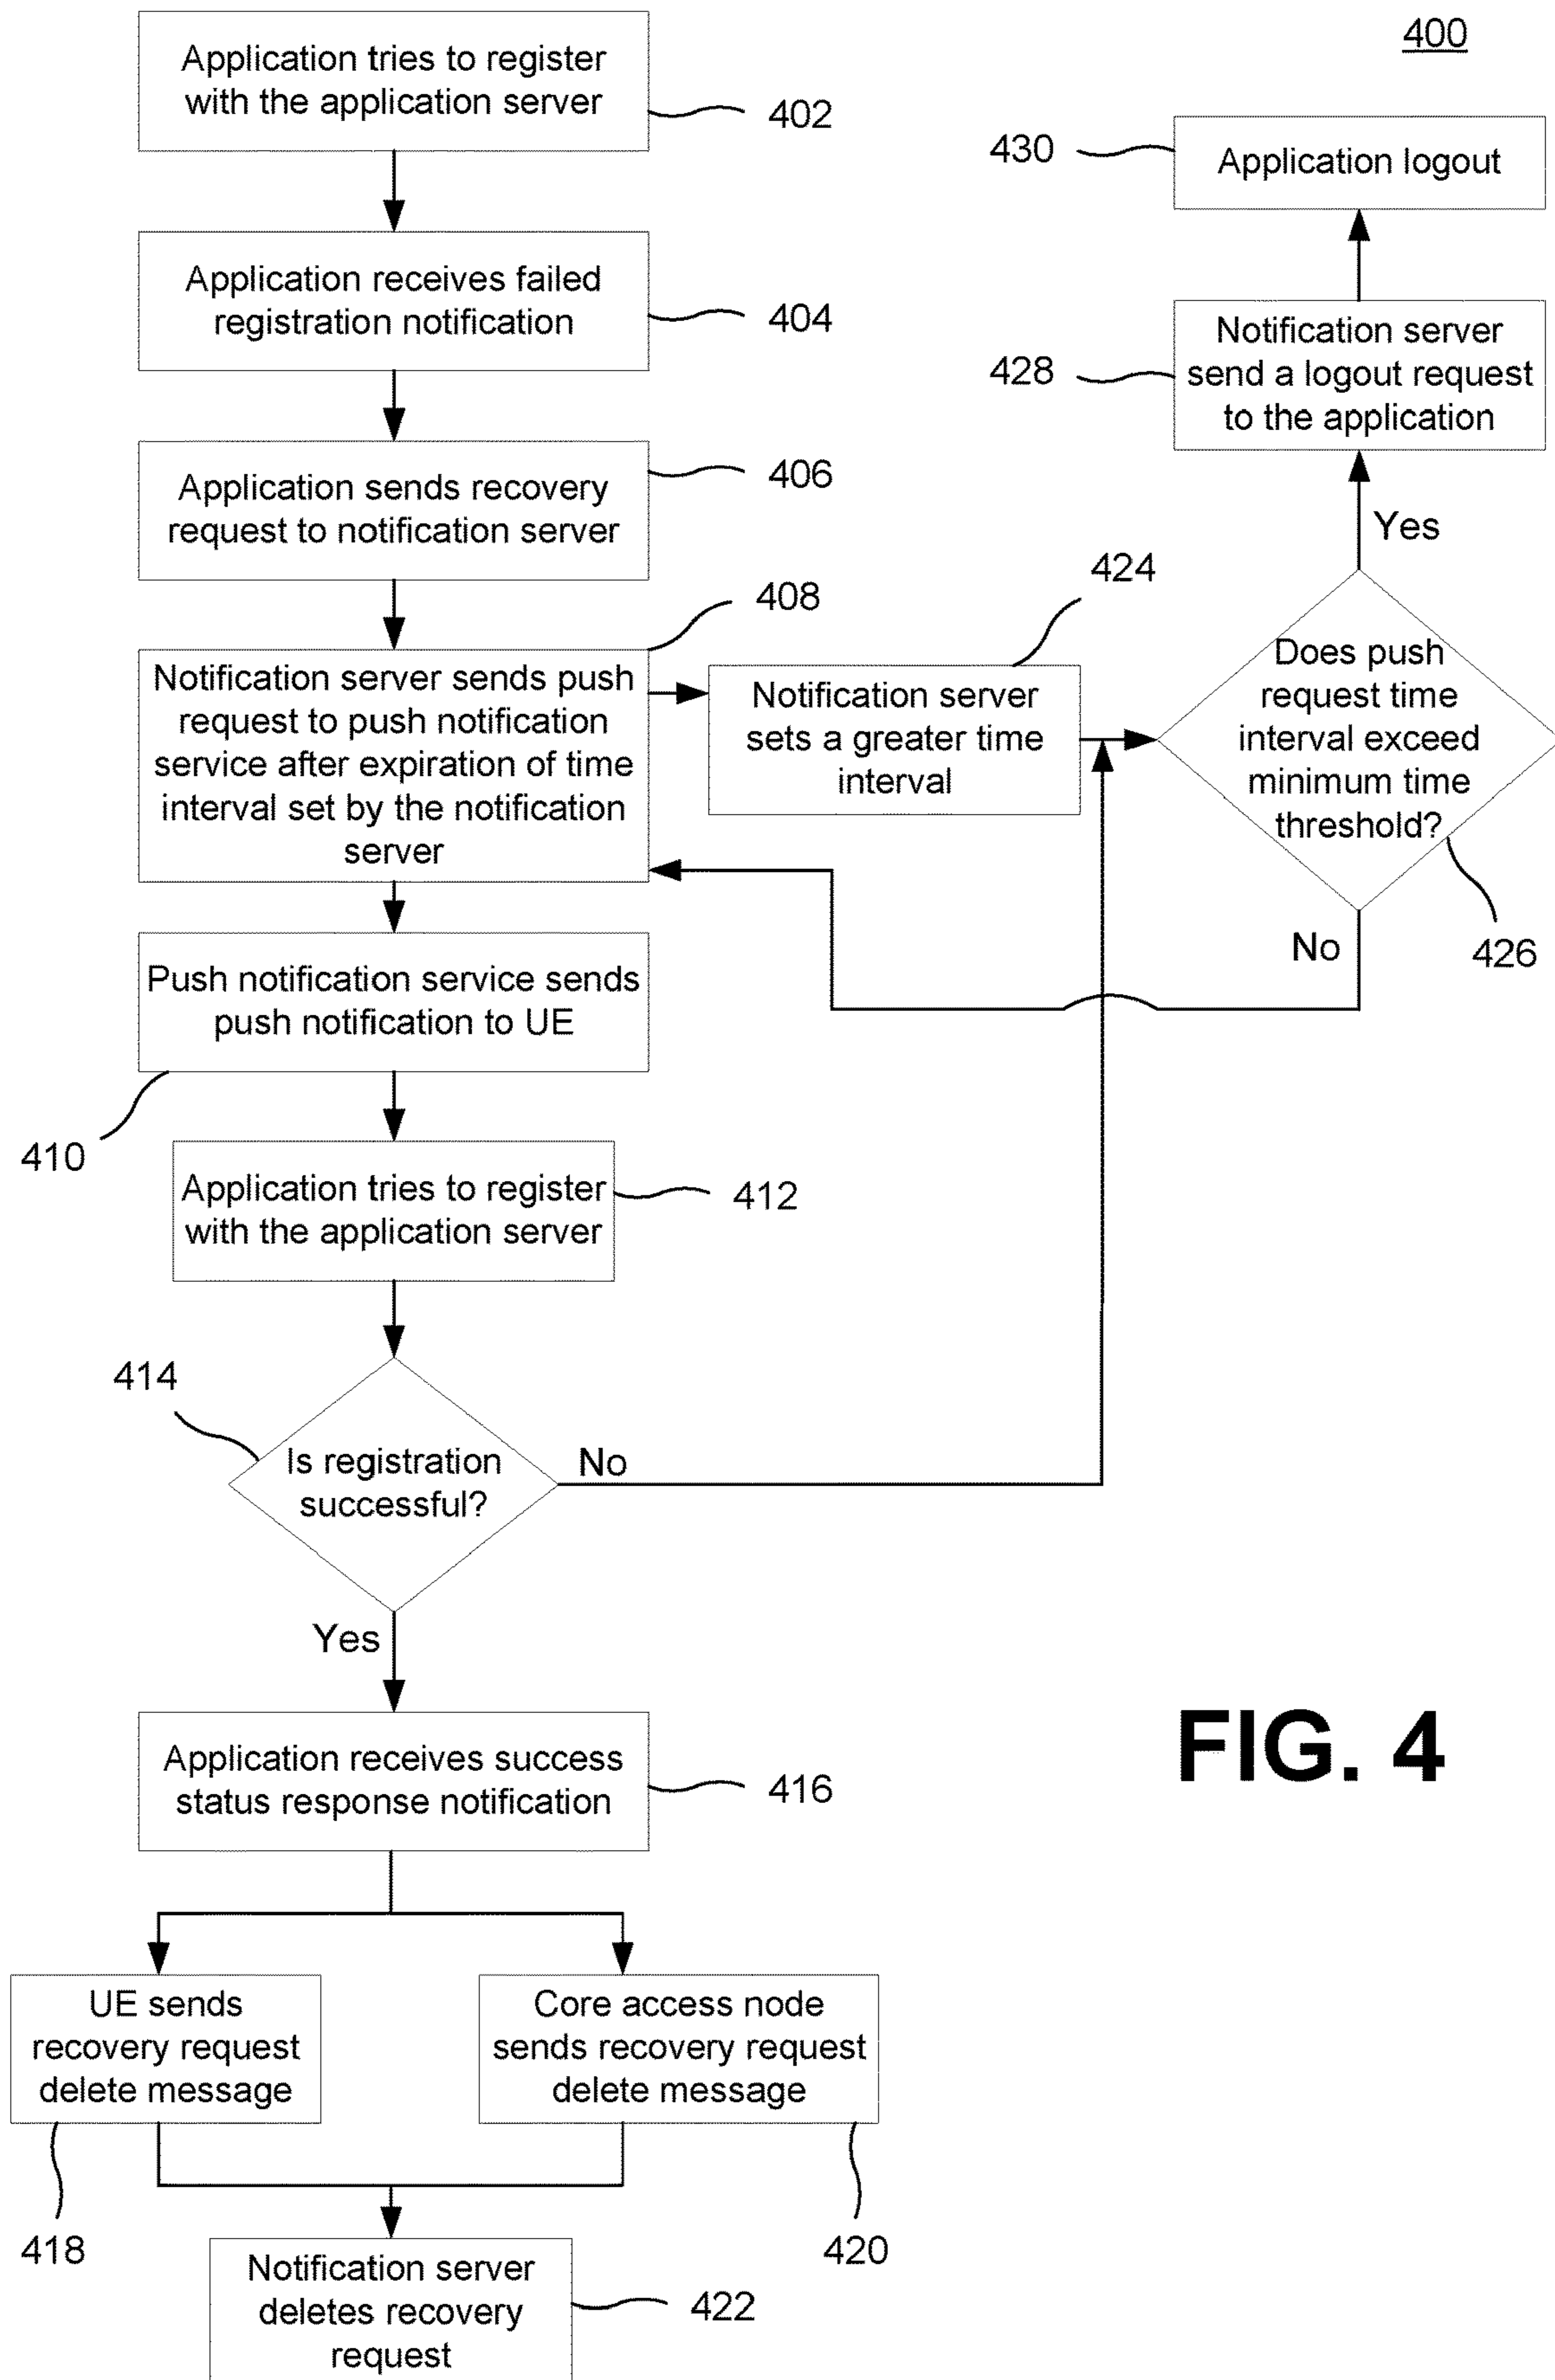 400
Application tries to register
with the application server
402
430
Application logout
Application receives failed
registration notification
404
Notification server
send a logout request
to the application
428
Application sends recovery
request to notification server
406
Yes
408
424
Notification server sends push
request to push notification
service after expiration of time
interval set by the notification
server
Notification server
sets a greater time
interval
Does push
request time
interval exceed
minimum time
threshold?
No
426
Push notification service sends
push notification to UE
410
Application tries to register
with the application server
412
414
Is registration
successful?
No
Yes
Application receives success
status response notification
416
FIG. 4
UE sends
recovery request
delete message
Core access node
sends recovery request
delete message
418
420
Notification server
deletes recovery
request
422